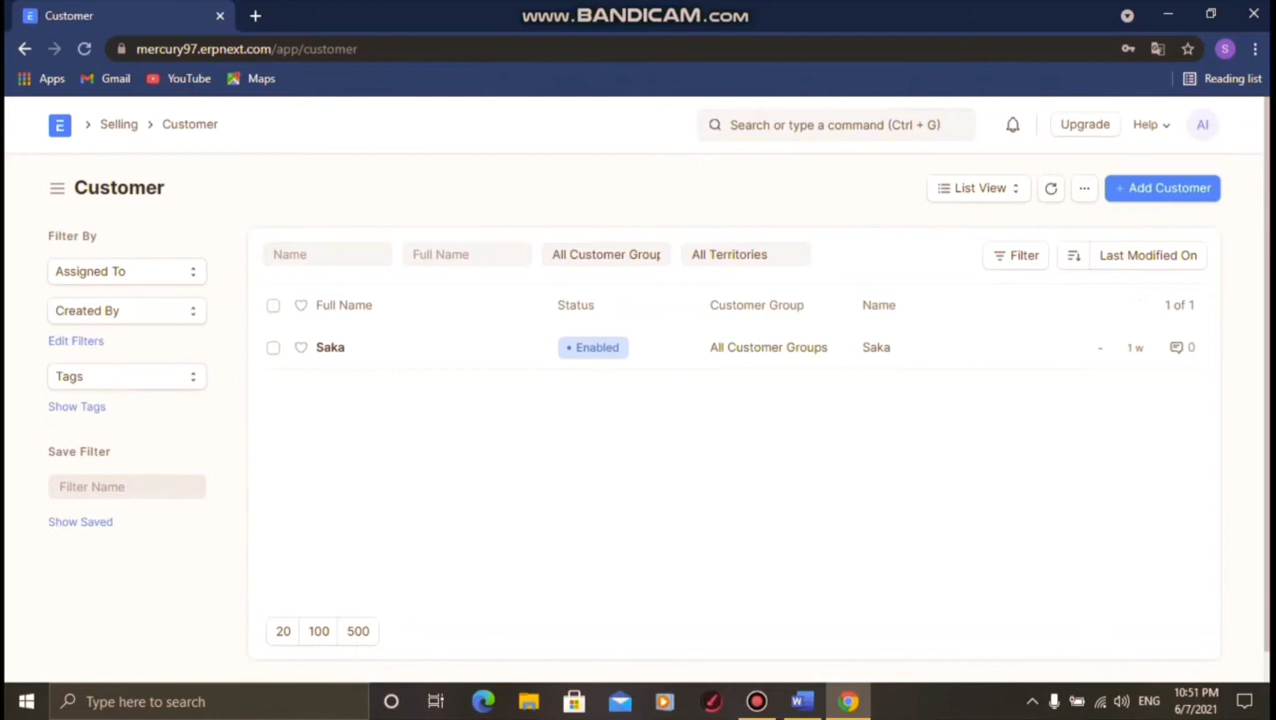 Customer
www.BANDICAM.com
mercury97.erpnext.com/app/customer
S
Apps
Gmail
YouTube
Maps
Reading list
E
Selling
Customer
Search or type a command (Ctrl + G)
Upgrade
Help
AI
Customer
List View
+ Add Customer
Filter By
Assigned To
Created By
Edit Filters
Tags
Show Tags
Save Filter
Filter Name
Show Saved
Name
Full Name
All Customer Group
All Territories
Filter
Last Modified On
Full Name
Status
Customer Group
Name
1 of 1
Saka
Enabled
All Customer Groups
Saka
-
1 w
0
20
100
500
Type here to search
ENG
10:51 PM
6/7/2021